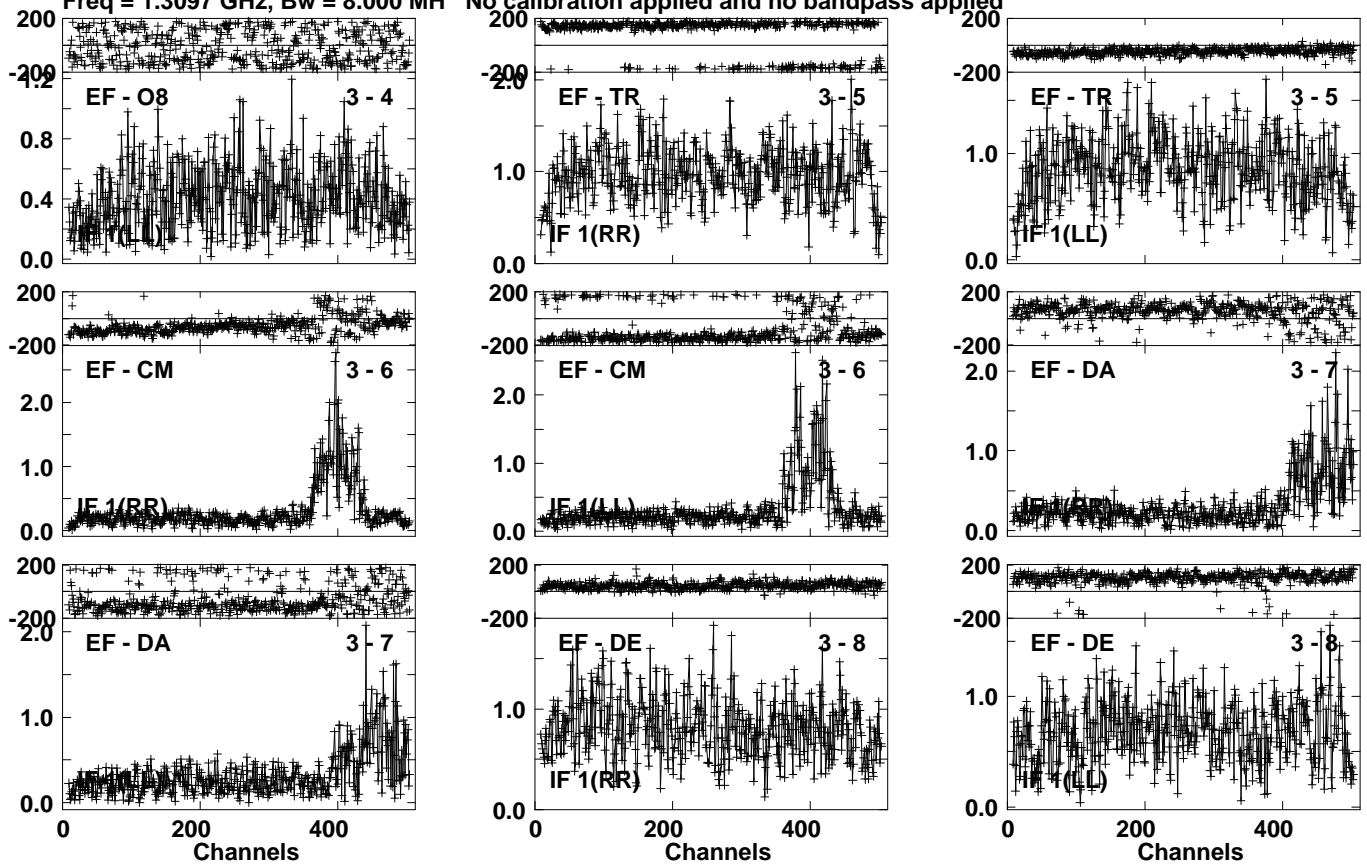 Freq = 1.3097 GHz, Bw = 8.000 MH No calibration applied and no bandpass applied
200 200 200
-200 -200 -200
1.2 2.0
EF - O8 3 - 4 EF - TR 3 - 5 EF - TR 3 - 5
0.8
1.0 1.0
0.4
IF 1(LL) IF 1(RR) IF 1(LL)
0.0 0.0 0.0
200 200 200
-200 -200 -200
EF - CM 3 - 6 EF - CM 3 - 6 EF - DA 3 - 7
2.0 2.0 2.0
1.0 1.0 1.0
IF 1(RR) IF 1(LL) IF 1(RR)
0.0 0.0 0.0
200 200 200
-200 -200 -200
2.0
EF - DA 3 - 7 EF - DE 3 - 8 EF - DE 3 - 8
1.0 1.0 1.0
IF 1(LL) IF 1(RR) IF 1(LL)
0.0 0.0 0.0
0 200 400 0 200 400 0 200 400
Channels Channels Channels